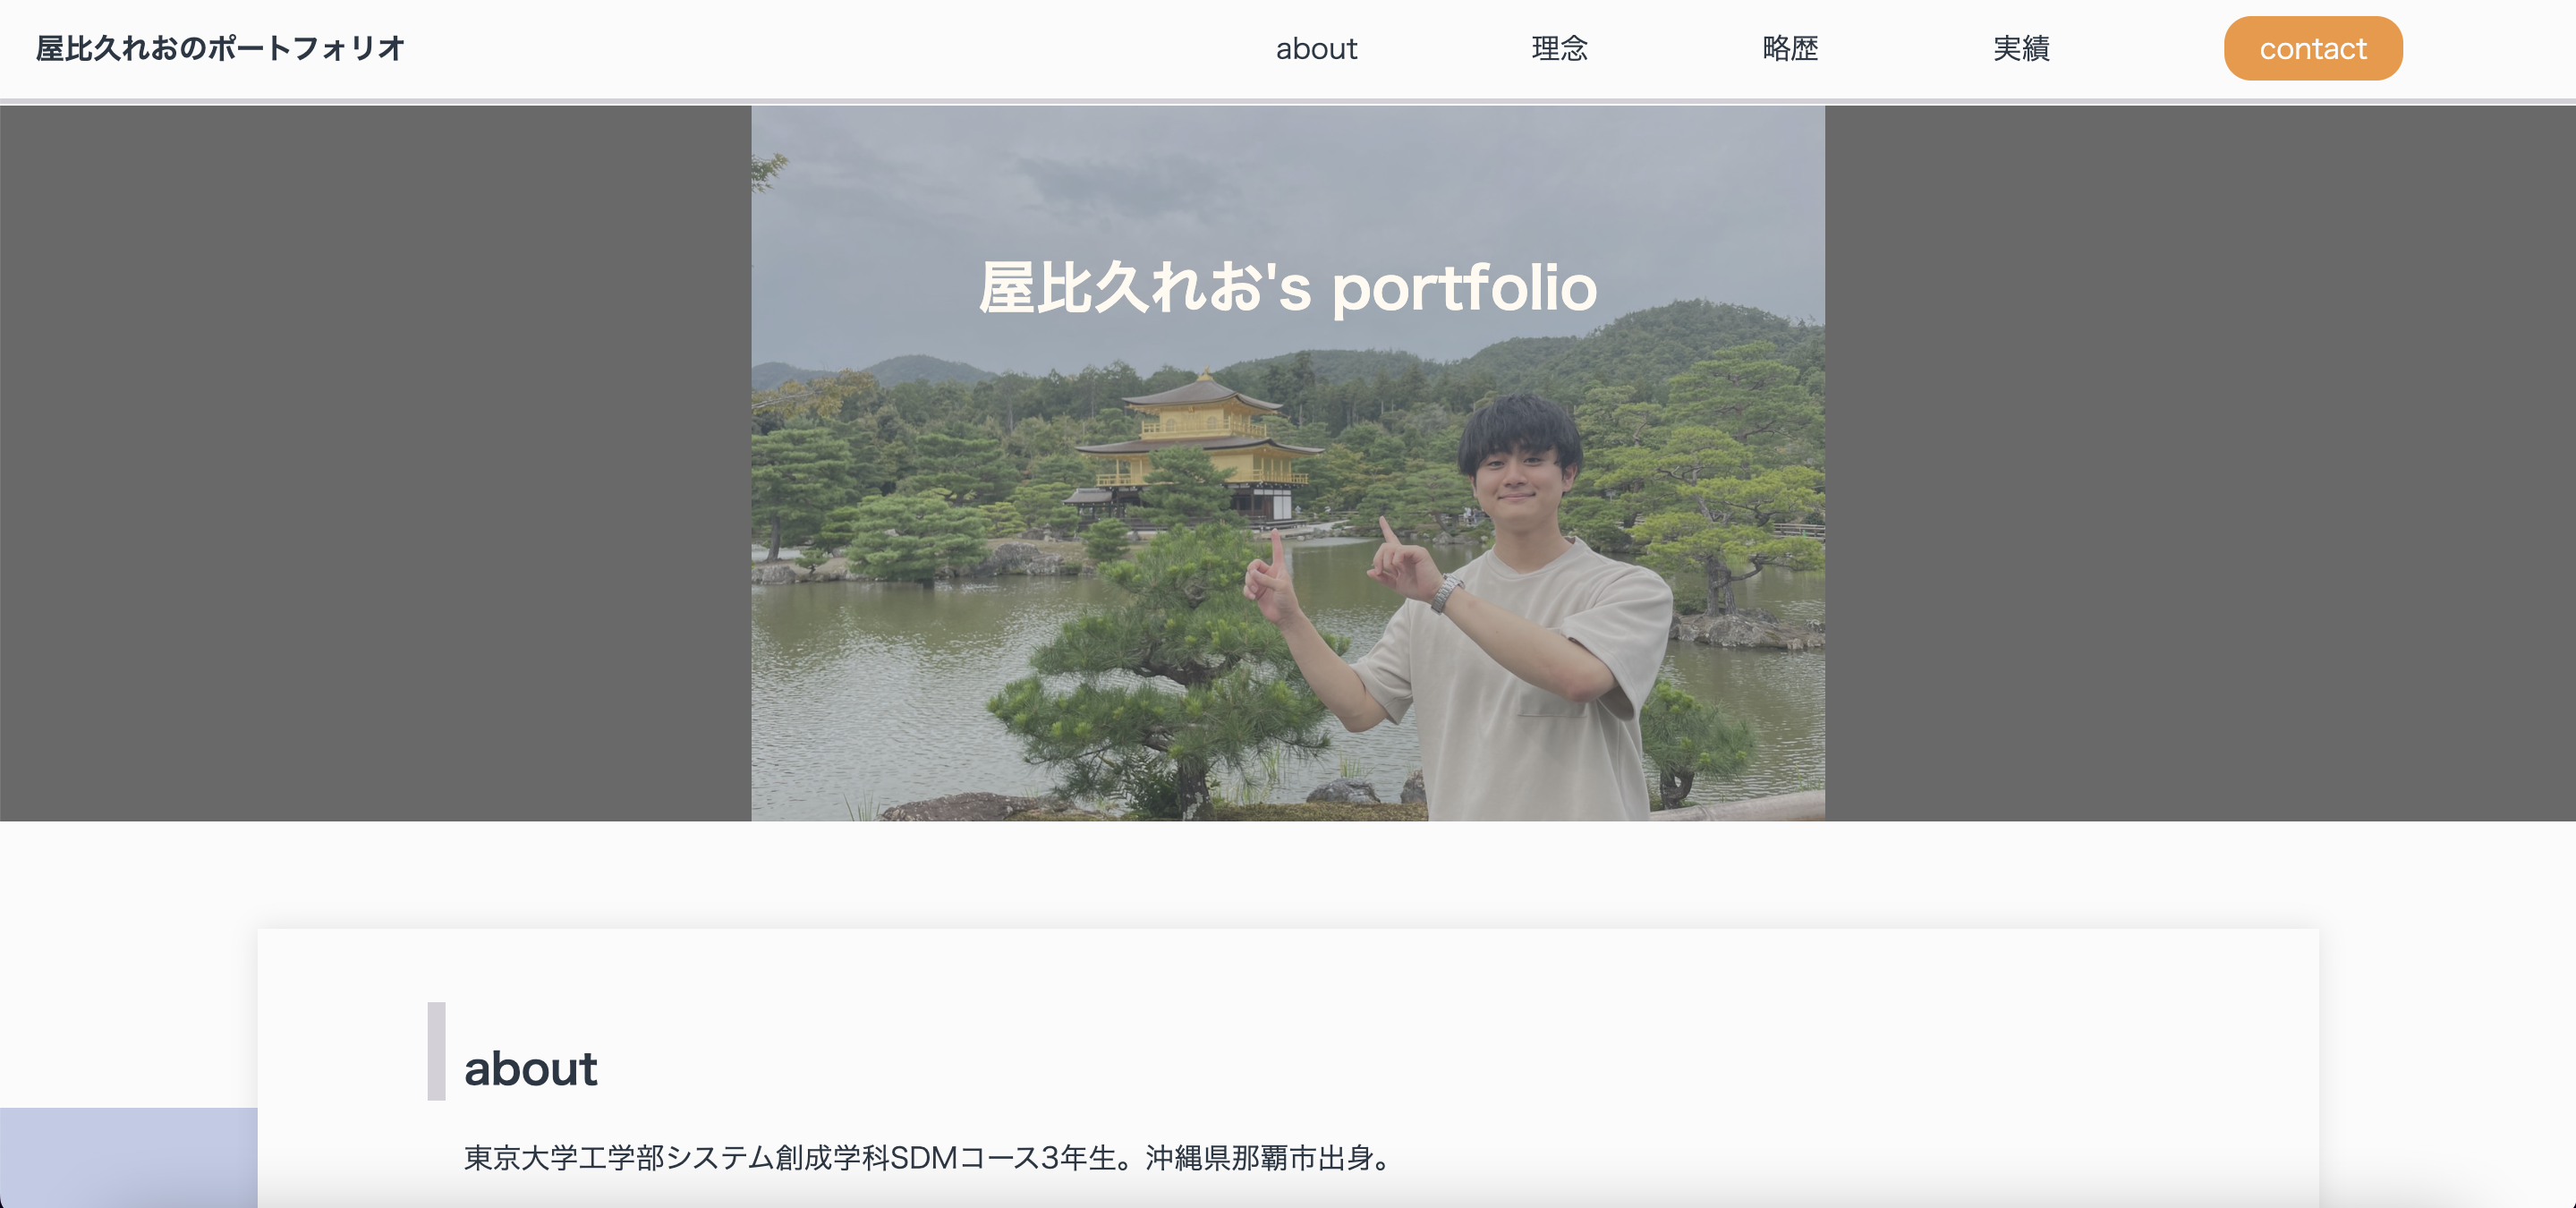 屋比久れおのポートフォリオ
about
理念
略歴
実績
contact
屋比久れお's portfolio
about
東京大学工学部システム創成学科SDMコース3年生。沖縄県那覇市出身。